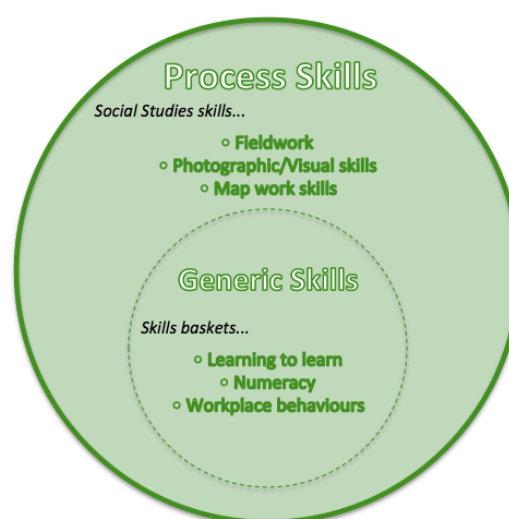 Process Skills
Social Studies skills...
○ Fieldwork
○ Photographic/Visual skills
○ Map work skills
Generic Skills
Skills baskets...
○ Learning to learn
○ Numeracy
○ Workplace behaviours